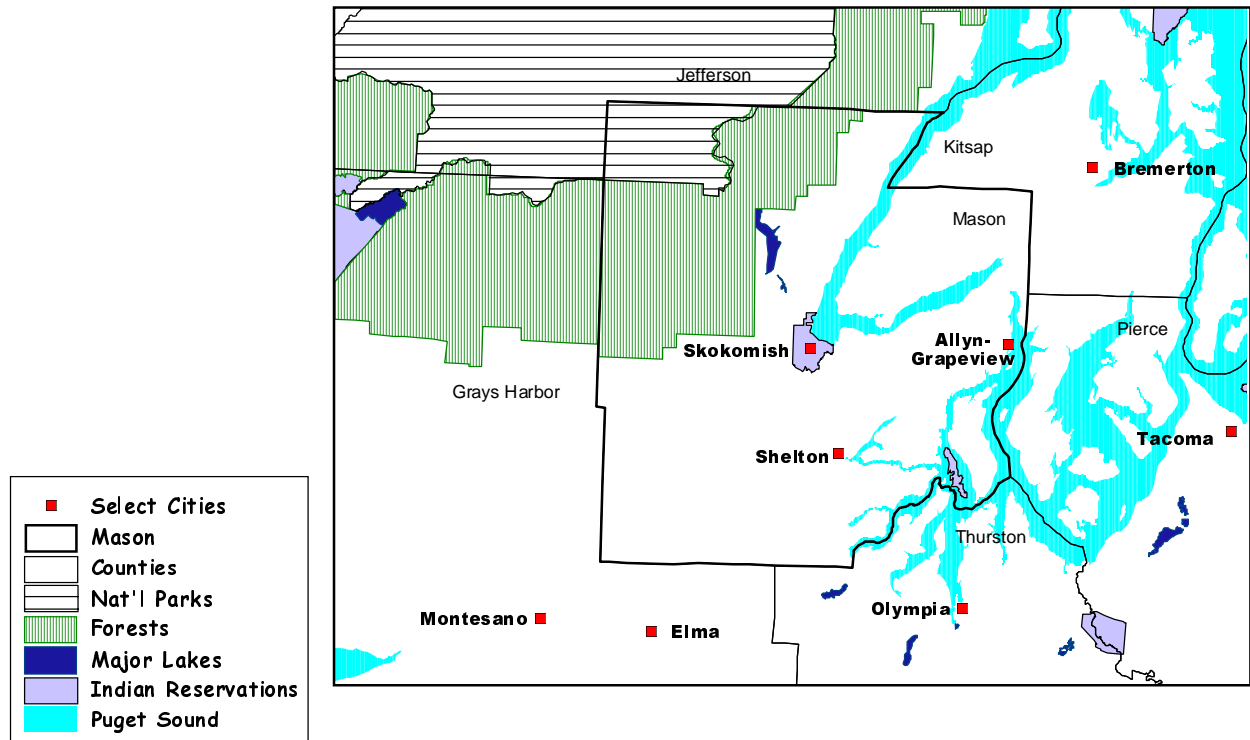 Jefferson
Kitsap
Bremerton
Mason
Pierce
Skokomish
Allyn-
Grapeview
Grays Harbor
Tacoma
Shelton
Thurston
Olympia
Montesano
Elma
Select Cities
Mason
Counties
Nat'l Parks
Forests
Major Lakes
Indian Reservations
Puget Sound